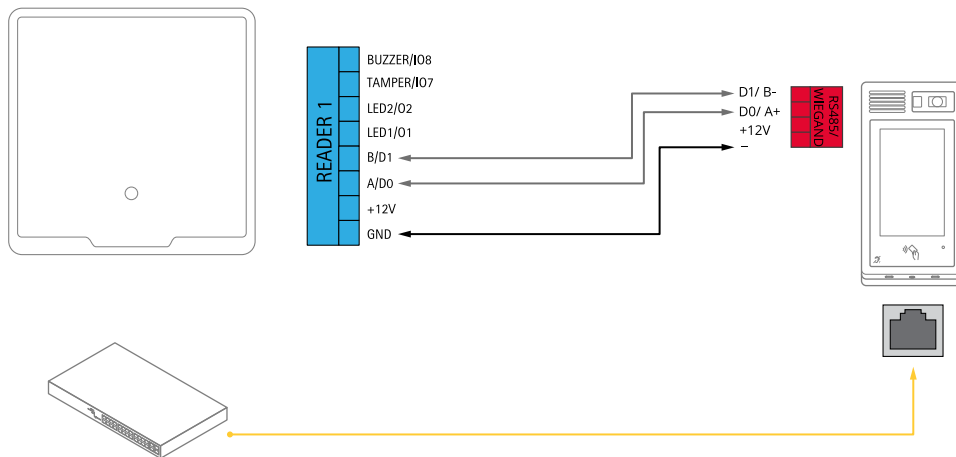 BUZZER/IO8
TAMPER/IO7
LED2/O2
LED1/O1
B/D1
A/D0
+12V
GND
READER 1
D1/ B-
D0/ A+
+12V
–
RS485/
WIEGAND